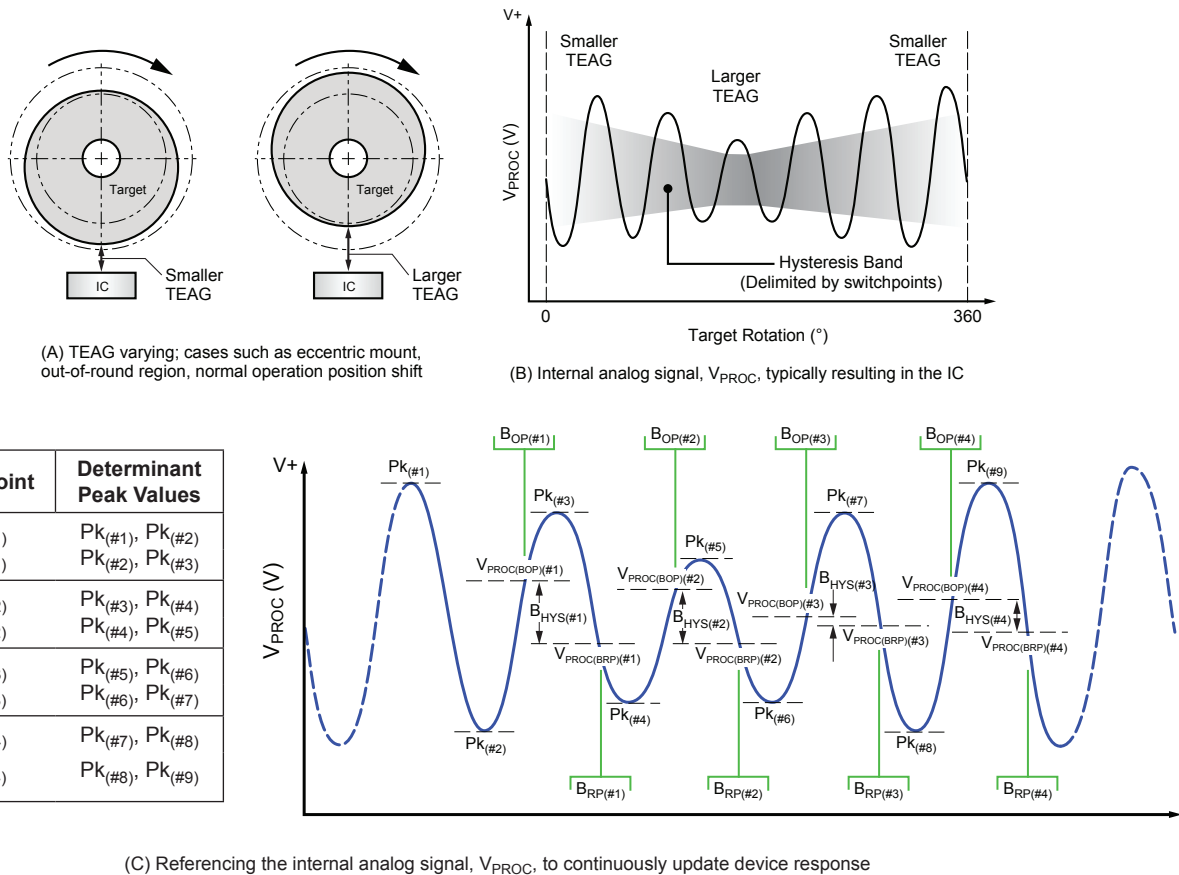 Target
Target
IC
IC
Smaller
TEAG
Larger
TEAG
(A) TEAG varying; cases such as eccentric mount,
out-of-round region, normal operation position shift
V+
VPROC (V)
Smaller
TEAG
Larger
TEAG
Smaller
TEAG
Hysteresis Band
(Delimited by switchpoints)
0
360
Target Rotation (°)
(B) Internal analog signal, VPROC, typically resulting in the IC
Determinant
Peak Values
Pk(#1), Pk(#2)
Pk(#2), Pk(#3)
Pk(#3), Pk(#4)
Pk(#4), Pk(#5)
Pk(#5), Pk(#6)
Pk(#6), Pk(#7)
Pk(#7), Pk(#8)
Pk(#8), Pk(#9)
V+
VPROC (V)
BOP(#1)
BOP(#2)
BOP(#3)
BOP(#4)
Pk(#1)
Pk(#3)
Pk(#5)
Pk(#7)
Pk(#9)
VPROC(BOP)(#1)
VPROC(BOP)(#2)
VPROC(BOP)(#3)
VPROC(BOP)(#4)
BHYS(#1)
BHYS(#2)
BHYS(#3)
BHYS(#4)
VPROC(BRP)(#1)
VPROC(BRP)(#2)
VPROC(BRP)(#3)
VPROC(BRP)(#4)
Pk(#2)
Pk(#4)
Pk(#6)
Pk(#8)
BRP(#1)
BRP(#2)
BRP(#3)
BRP(#4)
(C) Referencing the internal analog signal, VPROC, to continuously update device response